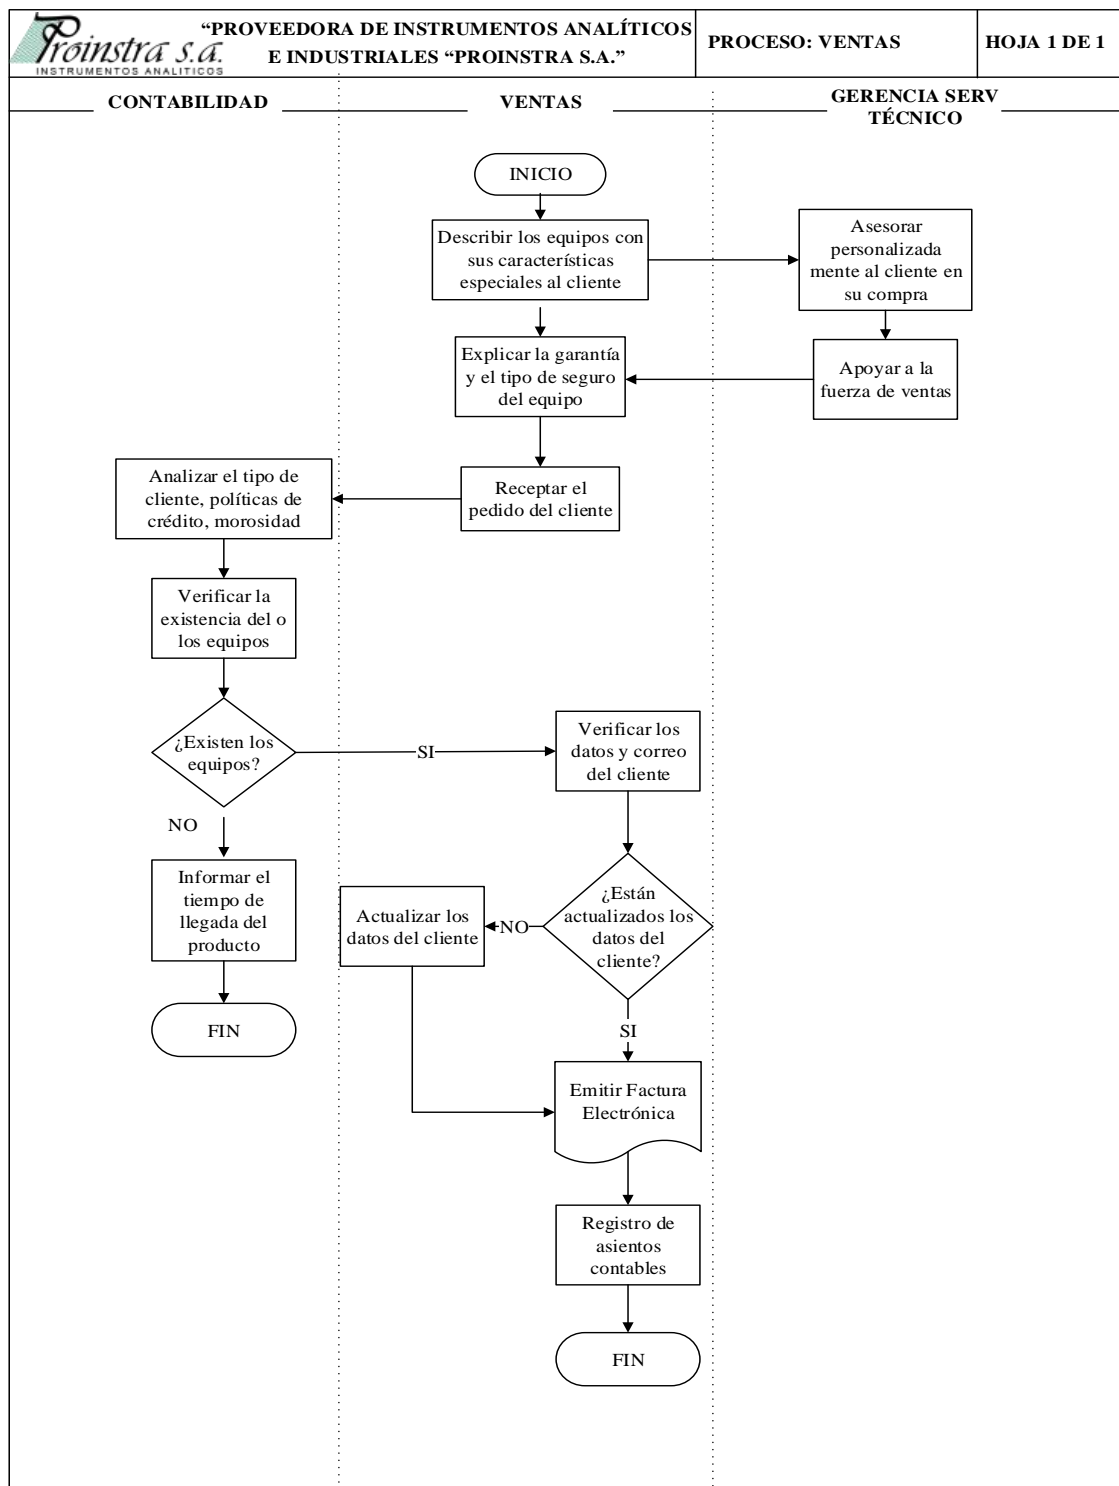 Proinstra s.a.
INSTRUMENTOS ANALITICOS
“PROVEEDORA DE INSTRUMENTOS ANALÍTICOS
E INDUSTRIALES “PROINSTRA S.A.”
PROCESO: VENTAS
HOJA 1 DE 1
CONTABILIDAD
VENTAS
GERENCIA SERV
TÉCNICO
INICIO
Describir los equipos con
sus características
especiales al cliente
Asesorar
personalizada
mente al cliente en
su compra
Explicar la garantía
y el tipo de seguro
del equipo
Apoyar a la
fuerza de ventas
Analizar el tipo de
cliente, políticas de
crédito, morosidad
Receptar el
pedido del cliente
Verificar la
existencia del o
los equipos
¿Existen los
equipos?
SI
Verificar los
datos y correo
del cliente
NO
Informar el
tiempo de
llegada del
producto
Actualizar los
datos del cliente
NO
¿Están
actualizados los
datos del
cliente?
FIN
SI
Emitir Factura
Electrónica
Registro de
asientos
contables
FIN